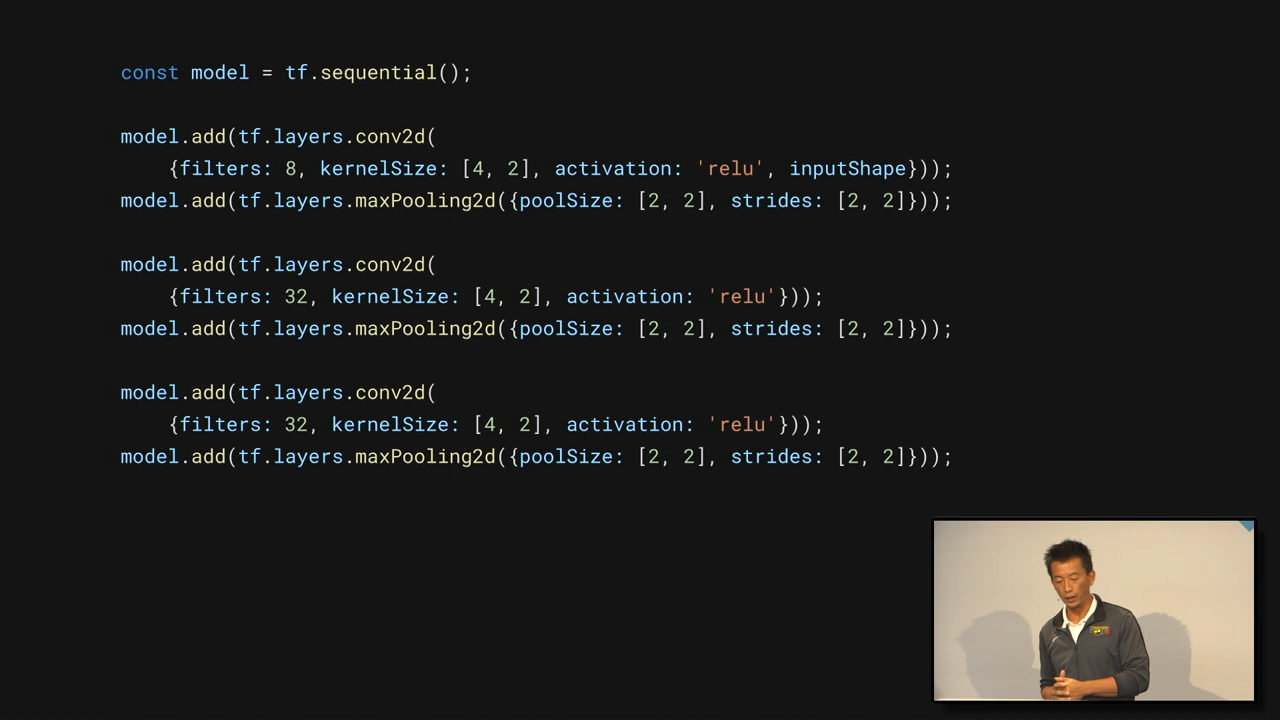 const model = tf.sequential();
model.add(tf.layers.conv2d(
{filters: 8, kernelSize: [4, 2], activation: 'relu', inputShape}));
model.add(tf.layers.maxPooling2d({poolSize: [2, 2], strides: [2, 2]}));
model.add(tf.layers.conv2d(
{filters: 32, kernelSize: [4, 2], activation: 'relu'}));
model.add(tf.layers.maxPooling2d({poolSize: [2, 2], strides: [2, 2]}));
model.add(tf.layers.conv2d(
{filters: 32, kernelSize: [4, 2], activation: 'relu'}));
model.add(tf.layers.maxPooling2d({poolSize: [2, 2], strides: [2, 2]}));